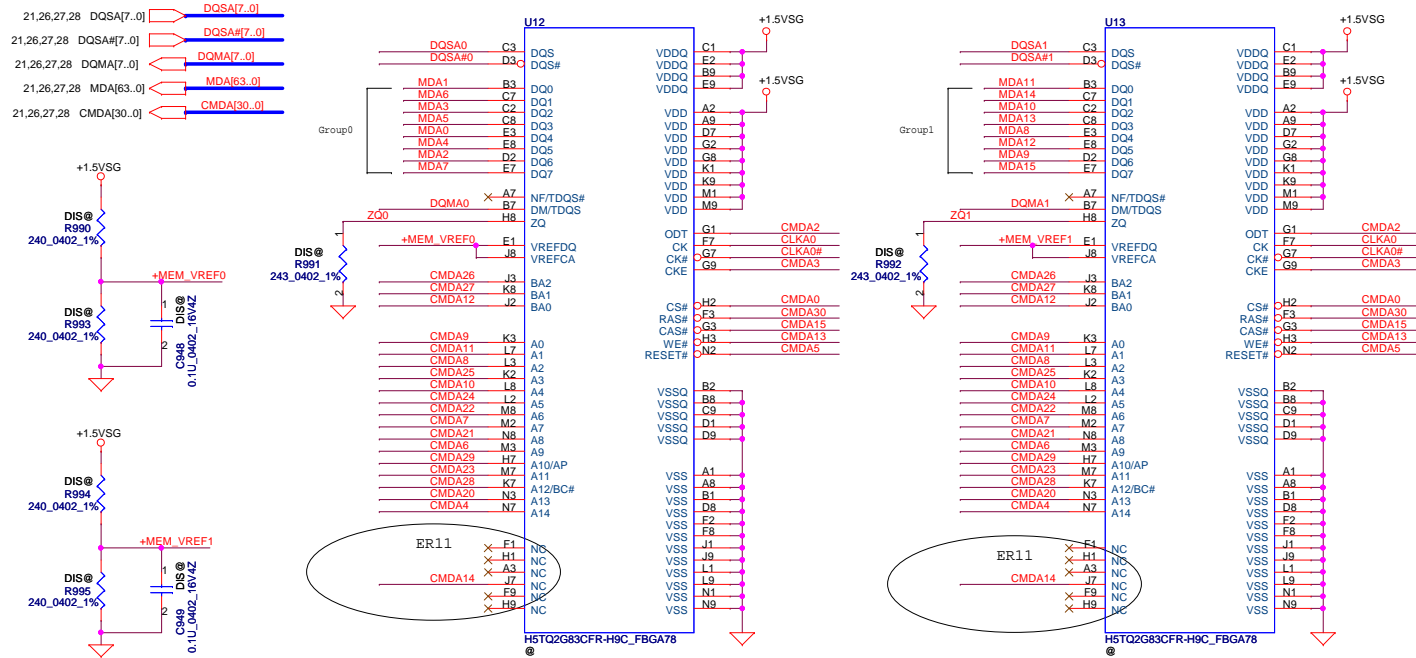 21,26,27,28 DQSA[7..0] DQSA[7..0]
21,26,27,28 DQSA#[7..0] DQSA#[7..0]
21,26,27,28 DQMA[7..0] DQMA[7..0]
21,26,27,28 MDA[63..0] MDA[63..0]
21,26,27,28 CMDA[30..0] CMDA[30..0]
+1.5VSG
DIS@
R990
240_0402_1%
+MEM_VREF0
DIS@
R993
240_0402_1%
1
2
C948
DIS@
0.1U_0402_16V4Z
+1.5VSG
DIS@
R994
240_0402_1%
+MEM_VREF1
DIS@
R995
240_0402_1%
1
2
C949
DIS@
0.1U_0402_16V4Z
U12
DQSA0 C3 DQS
DQSA#0 D3 DQS#
Group0
MDA1 B3 DQ0
MDA6 C7 DQ1
MDA3 C2 DQ2
MDA5 C8 DQ3
MDA0 E3 DQ4
MDA4 E8 DQ5
MDA2 D2 DQ6
MDA7 E7 DQ7
A7 NF/TDQS#
DQMA0 B7 DM/TDQS
ZQ0 H8 ZQ
1
DIS@
R991
243_0402_1%
2
+MEM_VREF0 E1 VREFDQ
J8 VREFCA
CMDA26 J3 BA2
CMDA27 K8 BA1
CMDA12 J2 BA0
CMDA9 K3 A0
CMDA11 L7 A1
CMDA8 L3 A2
CMDA25 K2 A3
CMDA10 L8 A4
CMDA24 L2 A5
CMDA22 M8 A6
CMDA7 M2 A7
CMDA21 N8 A8
CMDA6 M3 A9
CMDA29 H7 A10/AP
CMDA23 M7 A11
CMDA28 K7 A12/BC#
CMDA20 N3 A13
CMDA4 N7 A14
ER11
F1 NC
H1 NC
A3 NC
CMDA14 J7 NC
F9 NC
H9 NC
+1.5VSG
VDDQ C1
VDDQ E2
VDDQ B9
VDDQ E9
+1.5VSG
VDD A2
VDD A9
VDD D7
VDD G2
VDD G8
VDD K1
VDD K9
VDD M1
VDD M9
ODT G1 CMDA2
CK F7 CLKA0
CK# G7 CLKA0#
CKE G9 CMDA3
CS# H2 CMDA0
RAS# F3 CMDA30
CAS# G3 CMDA15
WE# H3 CMDA13
RESET# N2 CMDA5
VSSQ B2
VSSQ B8
VSSQ C9
VSSQ D1
VSSQ D9
VSS A1
VSS A8
VSS B1
VSS D8
VSS F2
VSS F8
VSS J1
VSS J9
VSS L1
VSS L9
VSS N1
VSS N9
H5TQ2G83CFR-H9C_FBGA78
@
U13
DQSA1 C3 DQS
DQSA#1 D3 DQS#
Group1
MDA11 B3 DQ0
MDA14 C7 DQ1
MDA10 C2 DQ2
MDA13 C8 DQ3
MDA8 E3 DQ4
MDA12 E8 DQ5
MDA9 D2 DQ6
MDA15 E7 DQ7
A7 NF/TDQS#
DQMA1 B7 DM/TDQS
ZQ1 H8 ZQ
1
DIS@
R992
243_0402_1%
2
+MEM_VREF1 E1 VREFDQ
J8 VREFCA
CMDA26 J3 BA2
CMDA27 K8 BA1
CMDA12 J2 BA0
CMDA9 K3 A0
CMDA11 L7 A1
CMDA8 L3 A2
CMDA25 K2 A3
CMDA10 L8 A4
CMDA24 L2 A5
CMDA22 M8 A6
CMDA7 M2 A7
CMDA21 N8 A8
CMDA6 M3 A9
CMDA29 H7 A10/AP
CMDA23 M7 A11
CMDA28 K7 A12/BC#
CMDA20 N3 A13
CMDA4 N7 A14
ER11
F1 NC
H1 NC
A3 NC
CMDA14 J7 NC
F9 NC
H9 NC
+1.5VSG
VDDQ C1
VDDQ E2
VDDQ B9
VDDQ E9
+1.5VSG
VDD A2
VDD A9
VDD D7
VDD G2
VDD G8
VDD K1
VDD K9
VDD M1
VDD M9
ODT G1 CMDA2
CK F7 CLKA0
CK# G7 CLKA0#
CKE G9 CMDA3
CS# H2 CMDA0
RAS# F3 CMDA30
CAS# G3 CMDA15
WE# H3 CMDA13
RESET# N2 CMDA5
VSSQ B2
VSSQ B8
VSSQ C9
VSSQ D1
VSSQ D9
VSS A1
VSS A8
VSS B1
VSS D8
VSS F2
VSS F8
VSS J1
VSS J9
VSS L1
VSS L9
VSS N1
VSS N9
H5TQ2G83CFR-H9C_FBGA78
@